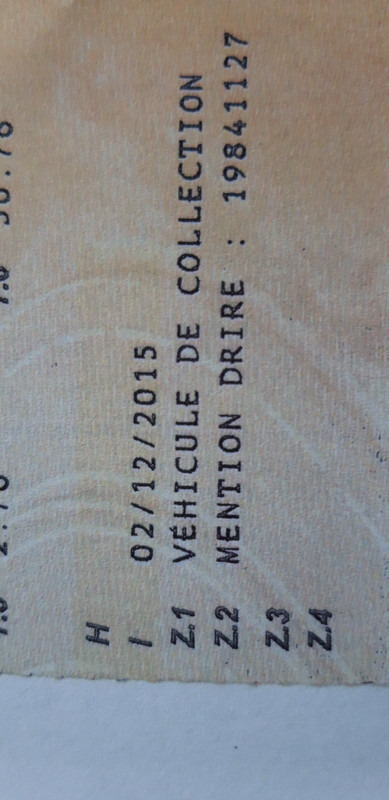 H
I 02/12/2015
Z.1 VÉHICULE DE COLLECTION
Z.2 MENTION DRIRE : 19841127
Z.3
Z.4